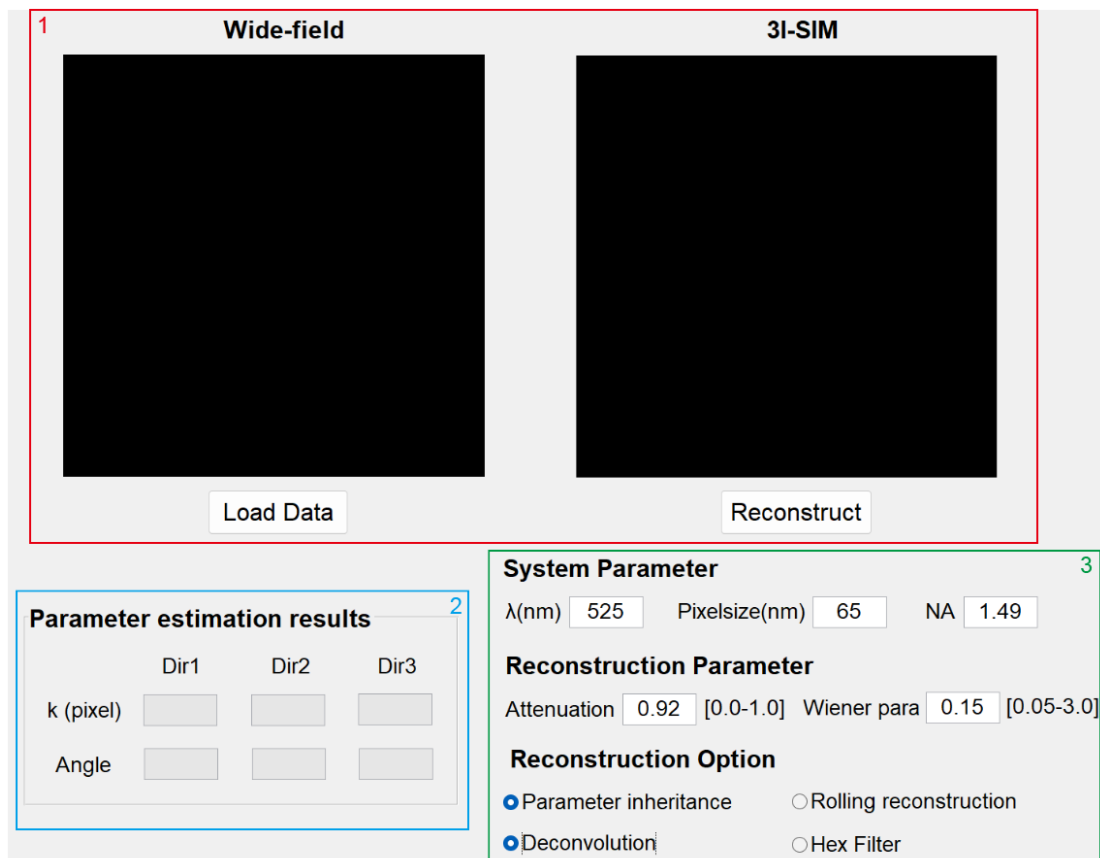 1
Wide-field 3I-SIM
Load Data Reconstruct
2
Parameter estimation results
Dir1 Dir2 Dir3
k (pixel)
Angle
3
System Parameter
λ(nm) 525 Pixelsize(nm) 65 NA 1.49
Reconstruction Parameter
Attenuation 0.92 [0.0-1.0] Wiener para 0.15 [0.05-3.0]
Reconstruction Option
Parameter inheritance Rolling reconstruction
Deconvolution Hex Filter